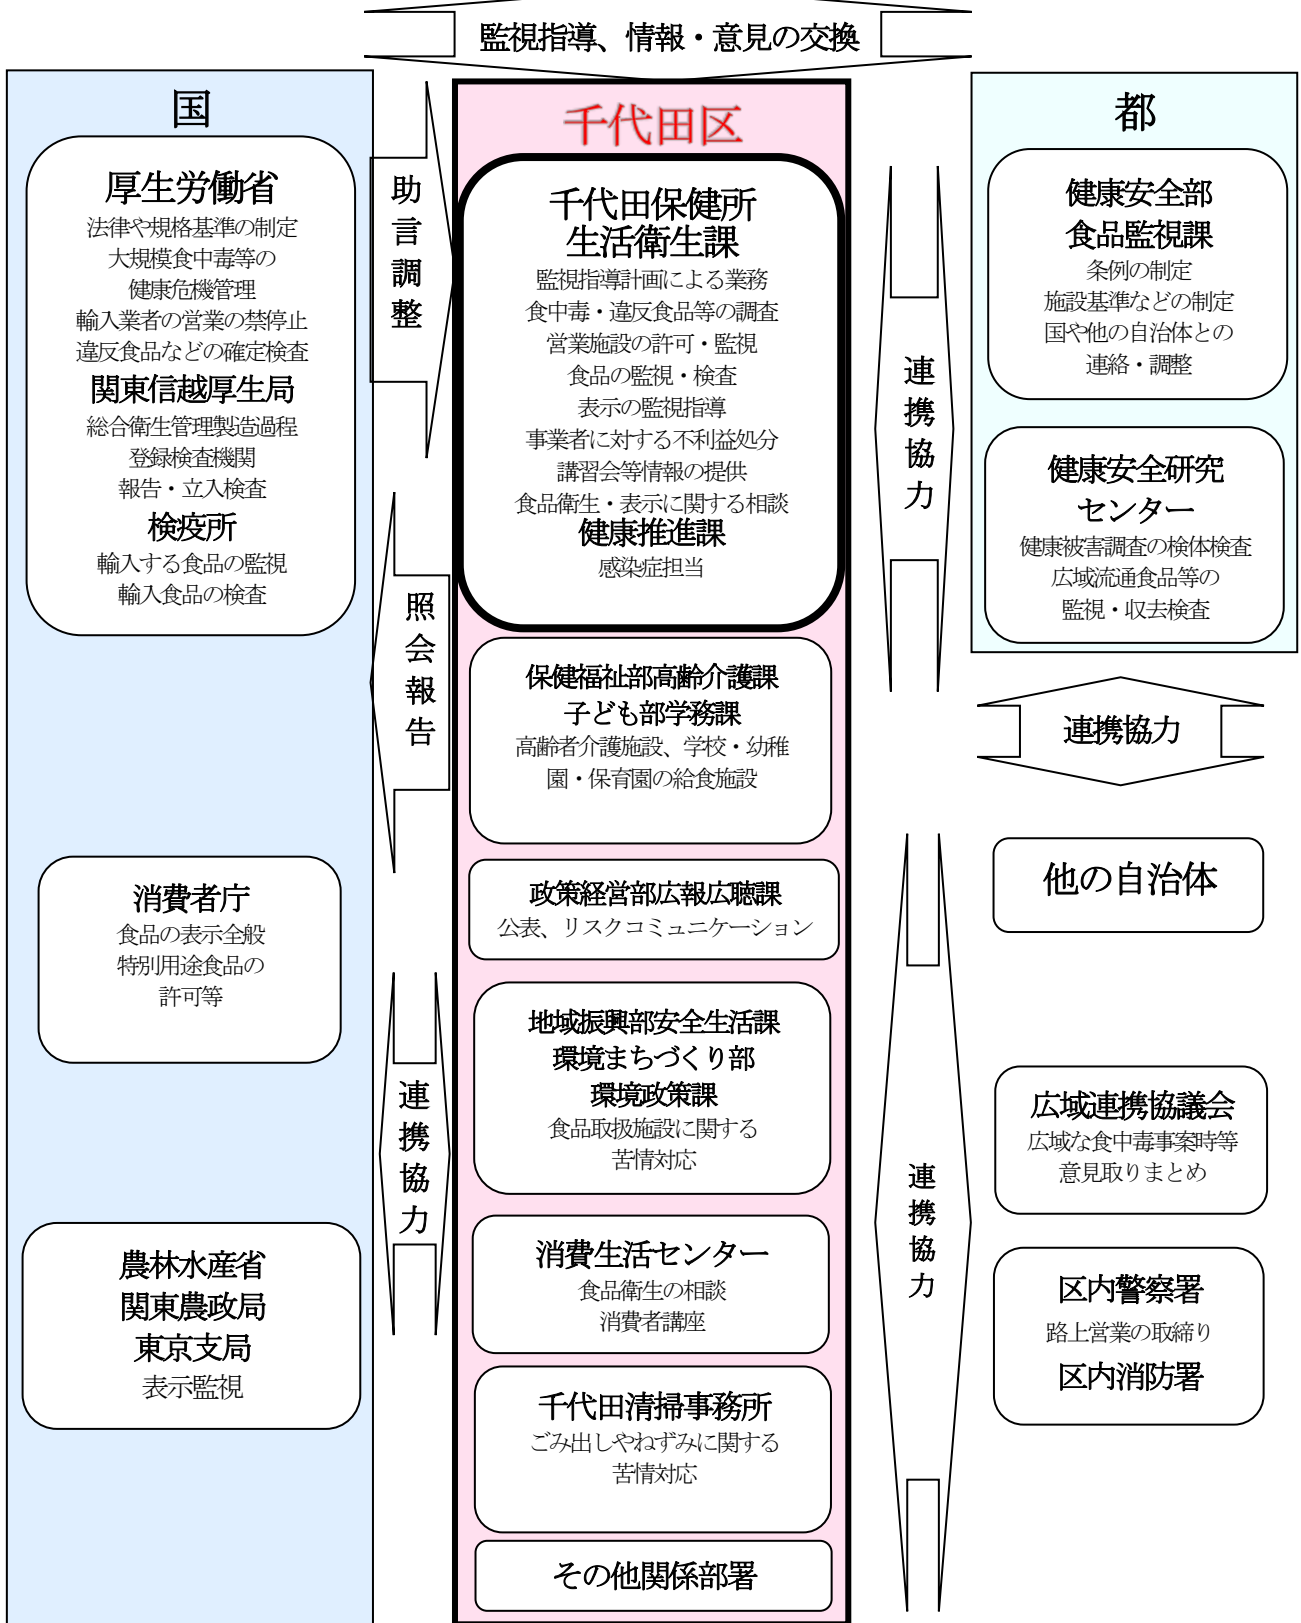 監視指導、情報・意見の交換
国
厚生労働省
法律や規格基準の制定
大規模食中毒等の
健康危機管理
輸入業者の営業の禁停止
違反食品などの確定検査
関東信越厚生局
総合衛生管理製造過程
登録検査機関
報告・立入検査
検疫所
輸入する食品の監視
輸入食品の検査
消費者庁
食品の表示全般
特別用途食品の
許可等
農林水産省
関東農政局
東京支局
表示監視
助言調整
照会報告
連携協力
千代田区
千代田保健所
生活衛生課
監視指導計画による業務
食中毒・違反食品等の調査
営業施設の許可・監視
食品の監視・検査
表示の監視指導
事業者に対する不利益処分
講習会等情報の提供
食品衛生・表示に関する相談
健康推進課
感染症担当
保健福祉部高齢介護課
子ども部学務課
高齢者介護施設、学校・幼稚
園・保育園の給食施設
政策経営部広報広聴課
公表、リスクコミュニケーション
地域振興部安全生活課
環境まちづくり部
環境政策課
食品取扱施設に関する
苦情対応
消費生活センター
食品衛生の相談
消費者講座
千代田清掃事務所
ごみ出しやねずみに関する
苦情対応
その他関係部署
連携協力
連携協力
都
健康安全部
食品監視課
条例の制定
施設基準などの制定
国や他の自治体との
連絡・調整
健康安全研究
センター
健康被害調査の検体検査
広域流通食品等の
監視・収去検査
連携協力
他の自治体
広域連携協議会
広域な食中毒事案時等
意見取りまとめ
区内警察署
路上営業の取締り
区内消防署